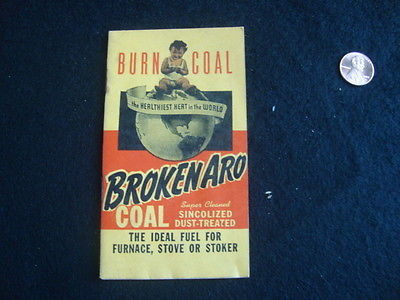 BURN COAL
the HEALTHIEST HEAT in the WORLD
BROKEN ARO
COAL
Super Cleaned
SINCOLIZED
DUST-TREATED
THE IDEAL FUEL FOR
FURNACE, STOVE OR STOKER